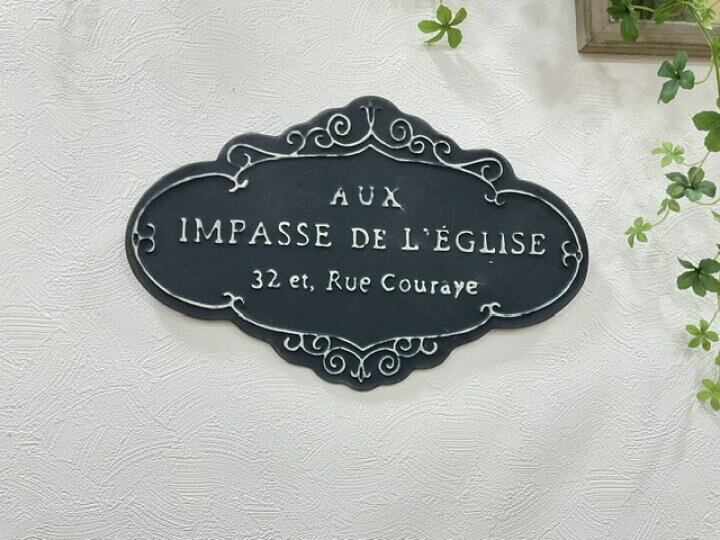 AUX
IMPASSE DE L'ÉGLISE
32 et, Rue Couraye